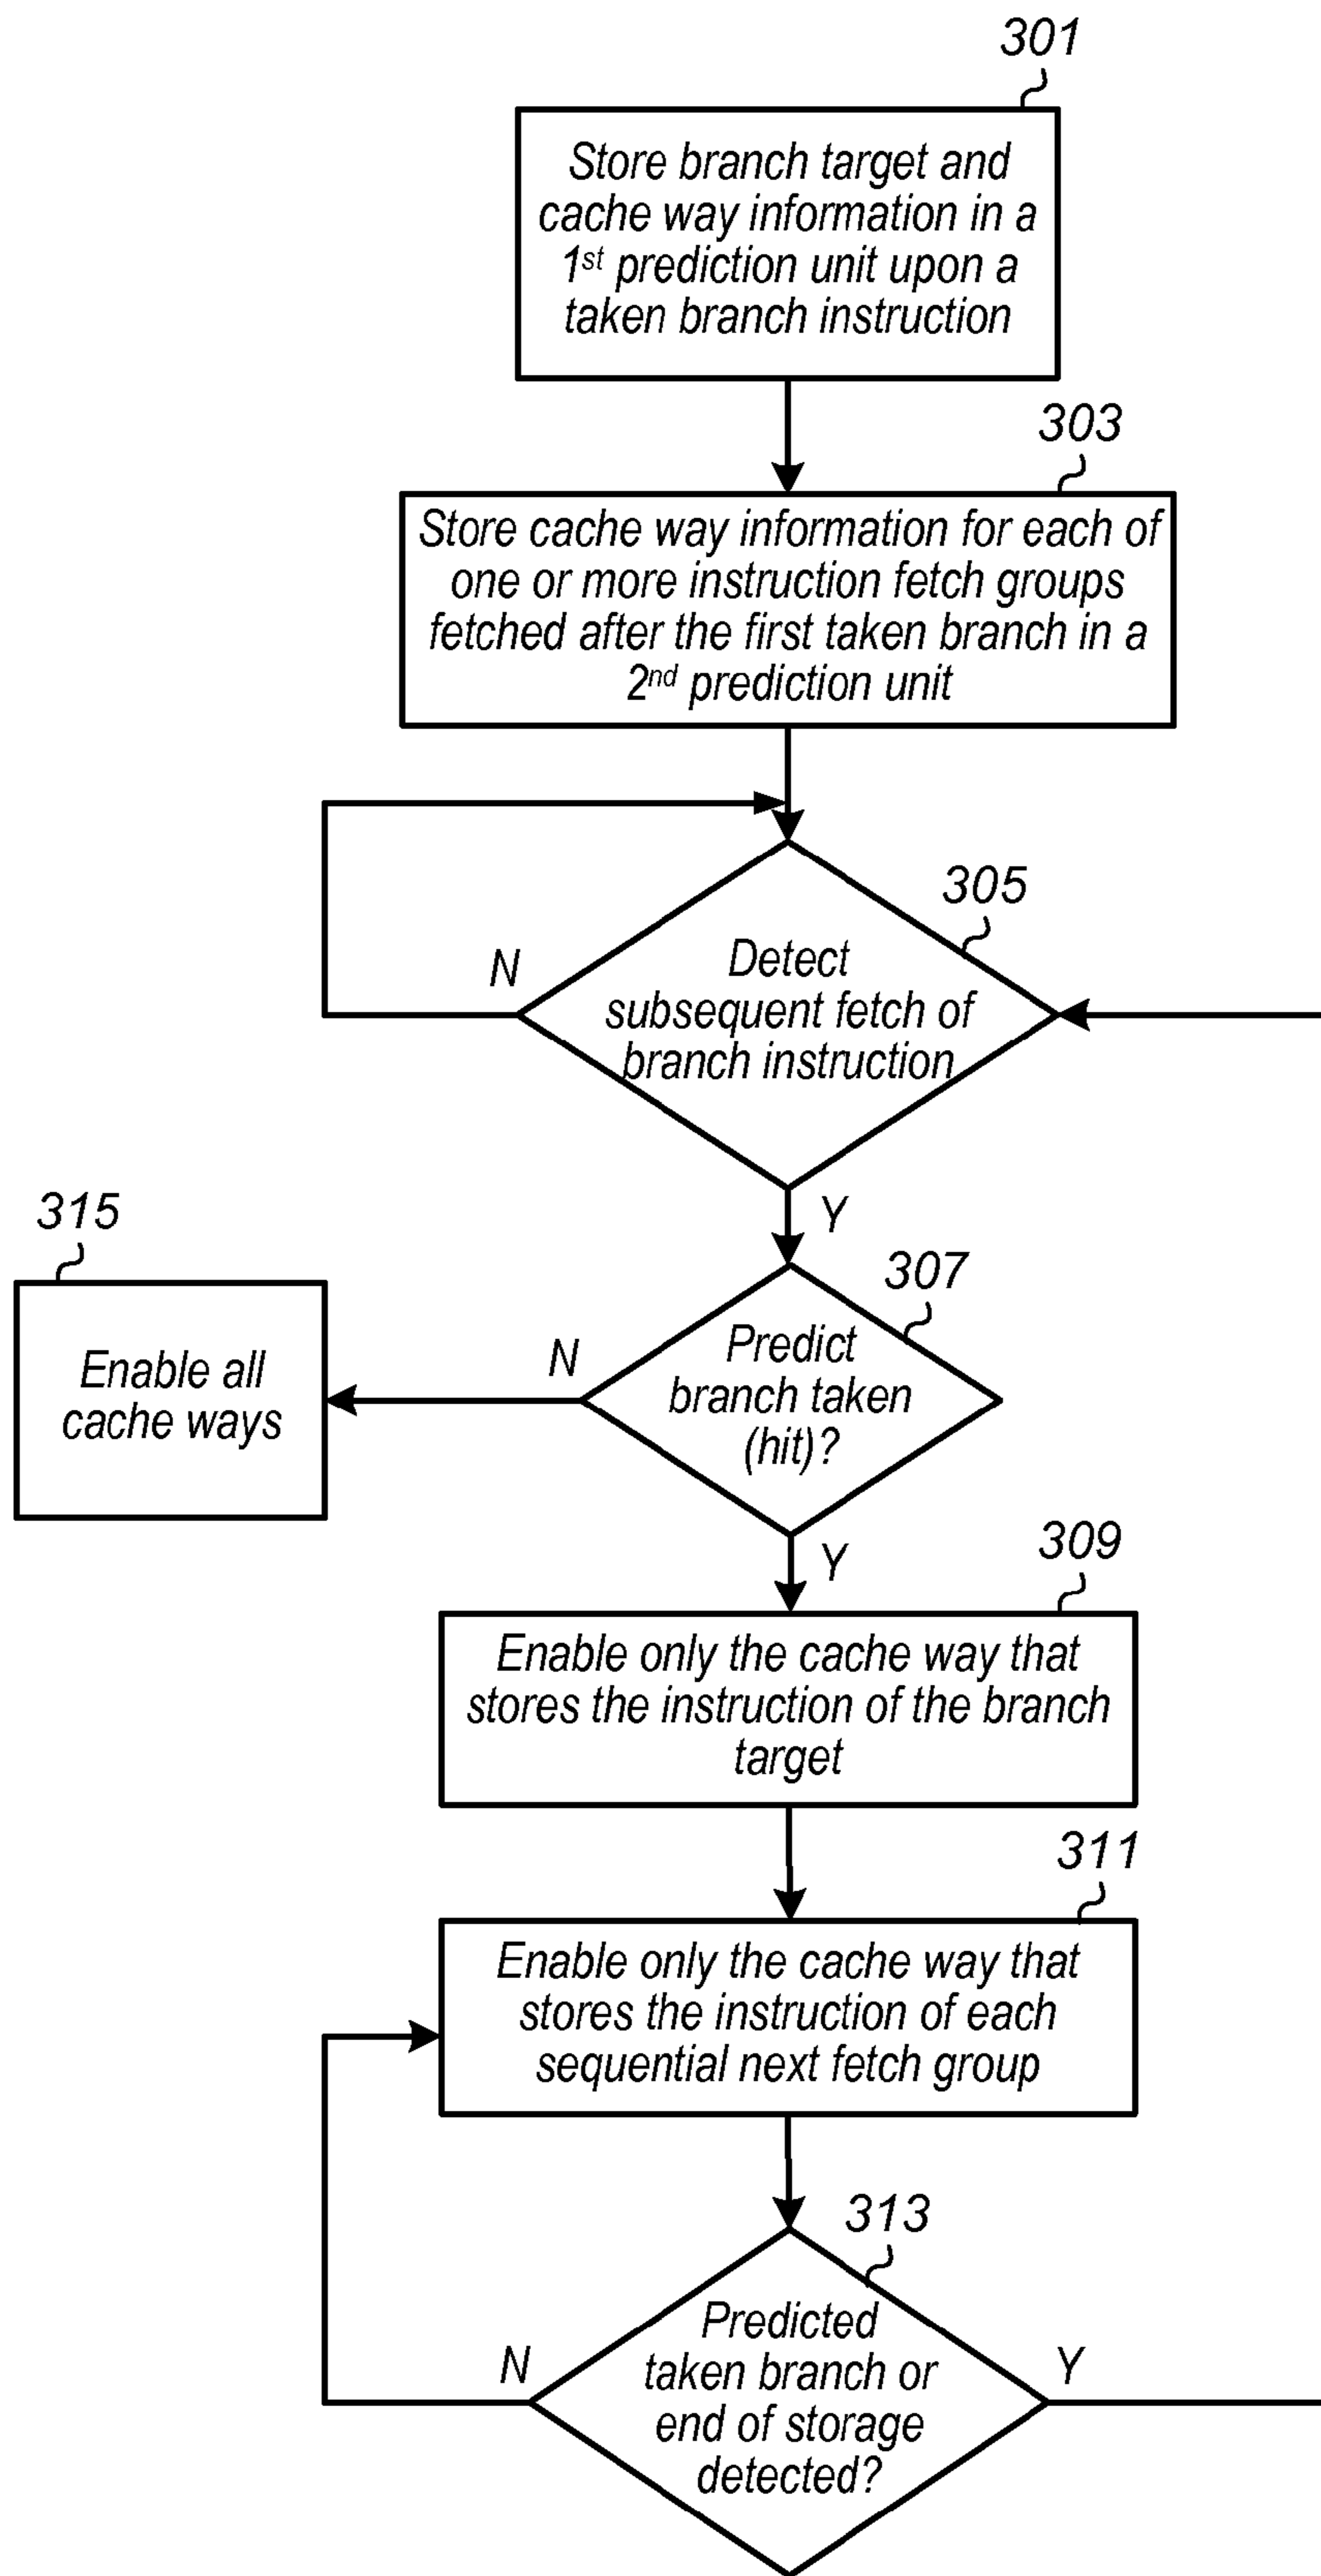 301
Store branch target and
cache way information in a
1st prediction unit upon a
taken branch instruction
303
Store cache way information for each of
one or more instruction fetch groups
fetched after the first taken branch in a
2nd prediction unit
305
N
Detect
subsequent fetch of
branch instruction
Y
315
Enable all
cache ways
307
N
Predict
branch taken
(hit)?
Y
309
Enable only the cache way that
stores the instruction of the branch
target
311
Enable only the cache way that
stores the instruction of each
sequential next fetch group
313
N
Predicted
taken branch or
end of storage
detected?
Y